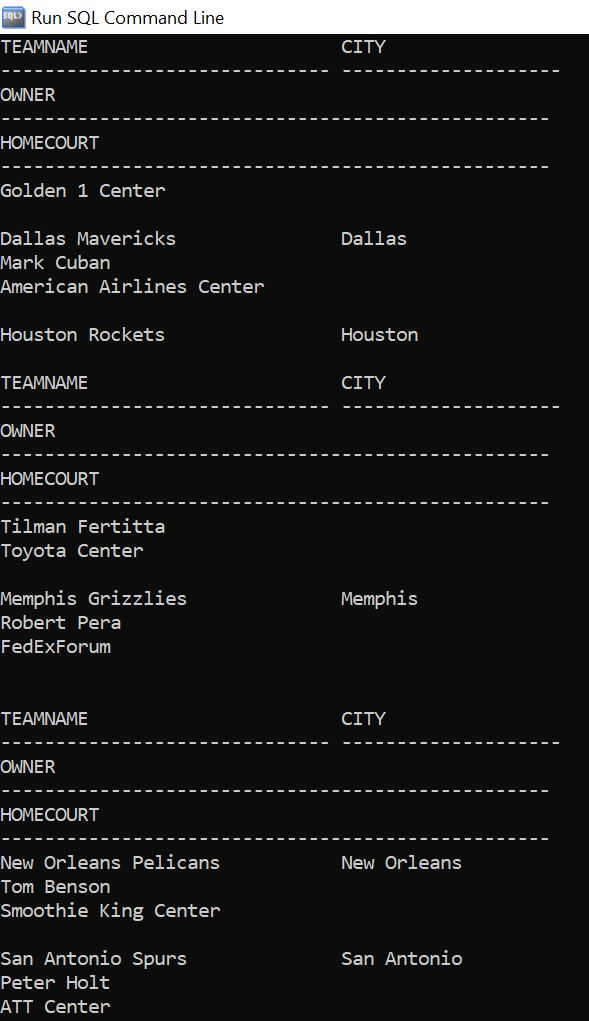 SQL> Run SQL Command Line
TEAMNAME                       CITY
------------------------------ --------------------
OWNER
--------------------------------------------------
HOMECOURT
--------------------------------------------------
Golden 1 Center
Dallas Mavericks               Dallas
Mark Cuban
American Airlines Center
Houston Rockets                Houston
TEAMNAME                       CITY
------------------------------ --------------------
OWNER
--------------------------------------------------
HOMECOURT
--------------------------------------------------
Tilman Fertitta
Toyota Center
Memphis Grizzlies              Memphis
Robert Pera
FedExForum
TEAMNAME                       CITY
------------------------------ --------------------
OWNER
--------------------------------------------------
HOMECOURT
--------------------------------------------------
New Orleans Pelicans           New Orleans
Tom Benson
Smoothie King Center
San Antonio Spurs              San Antonio
Peter Holt
ATT Center